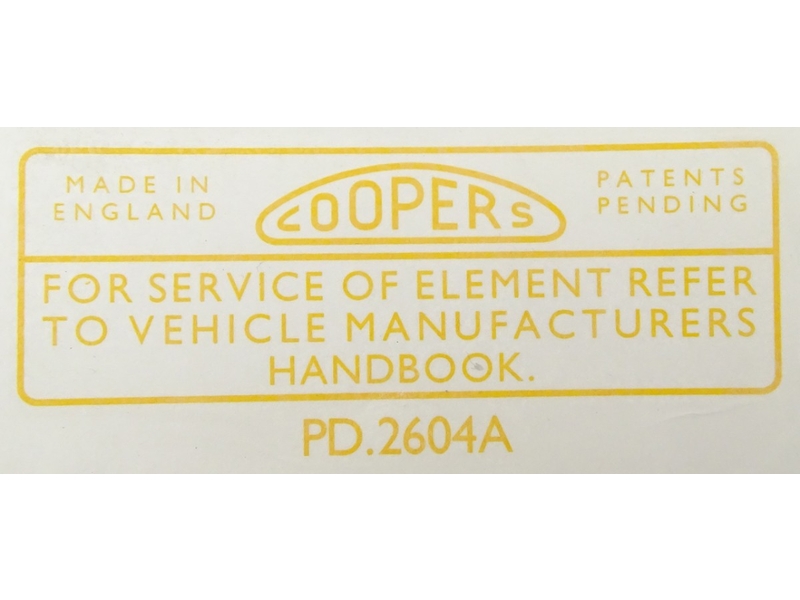 MADE IN
ENGLAND
COOPERS
PATENTS
PENDING
FOR SERVICE OF ELEMENT REFER
TO VEHICLE MANUFACTURERS
HANDBOOK.
PD.2604A